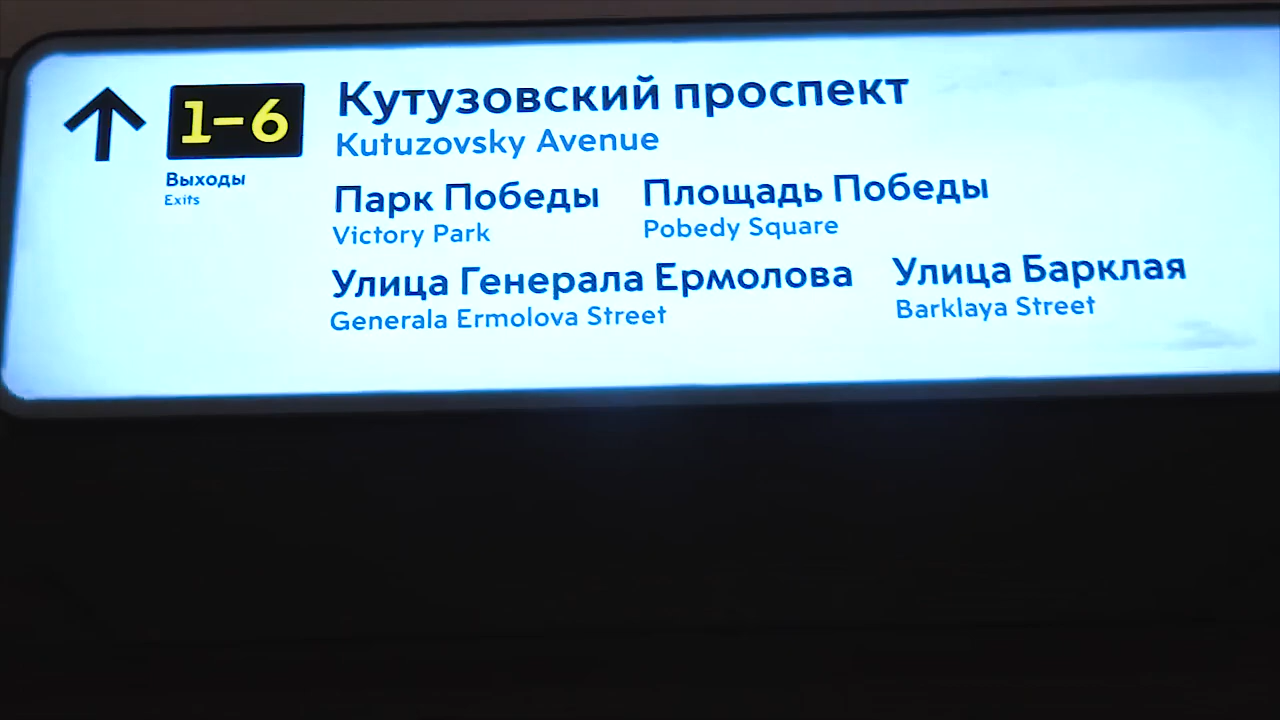 1-6
Выходы
Exits
Кутузовский проспект
Kutuzovsky Avenue
Парк Победы Площадь Победы
Victory Park Pobedy Square
Улица Генерала Ермолова Улица Барклая
Generala Ermolova Street Barklaya Street